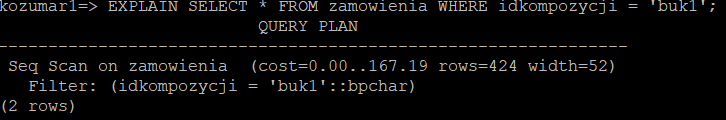 kozumar1=> EXPLAIN SELECT * FROM zamowienia WHERE idkompozycji = 'buk1';
QUERY PLAN
---------------------------------------------------------------
Seq Scan on zamowienia  (cost=0.00..167.19 rows=424 width=52)
Filter: (idkompozycji = 'buk1'::bpchar)
(2 rows)